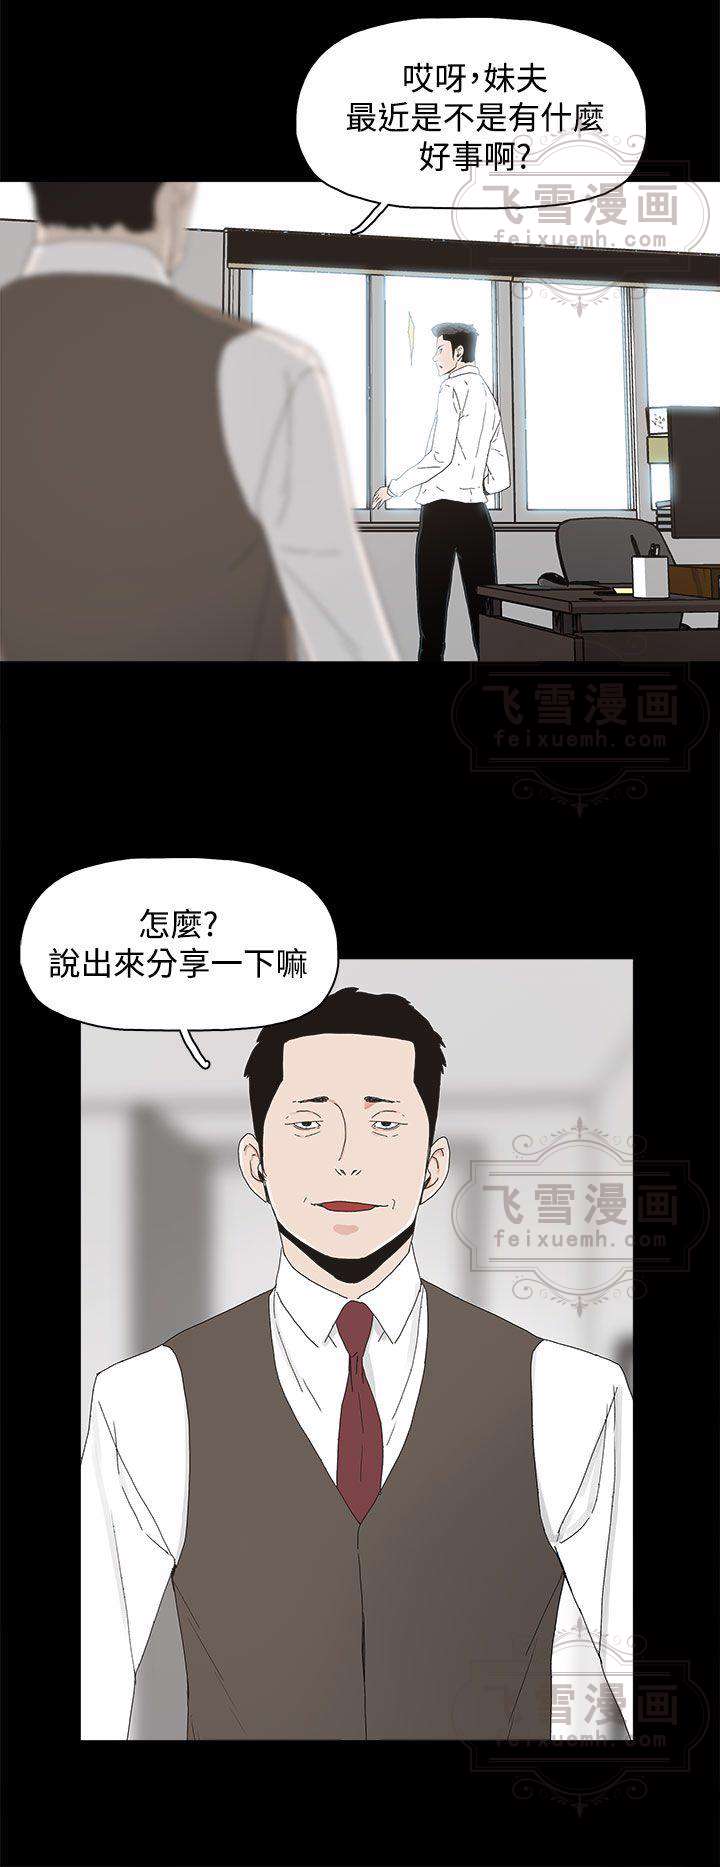 哎呀，妹夫
最近是不是有什麼
好事啊?
飞雪漫画
feixuemh.com
飞雪漫画
feixuemh.com
怎麼?
說出來分享一下嘛
飞雪漫画
feixuemh.com
飞雪漫画
feixuemh.com